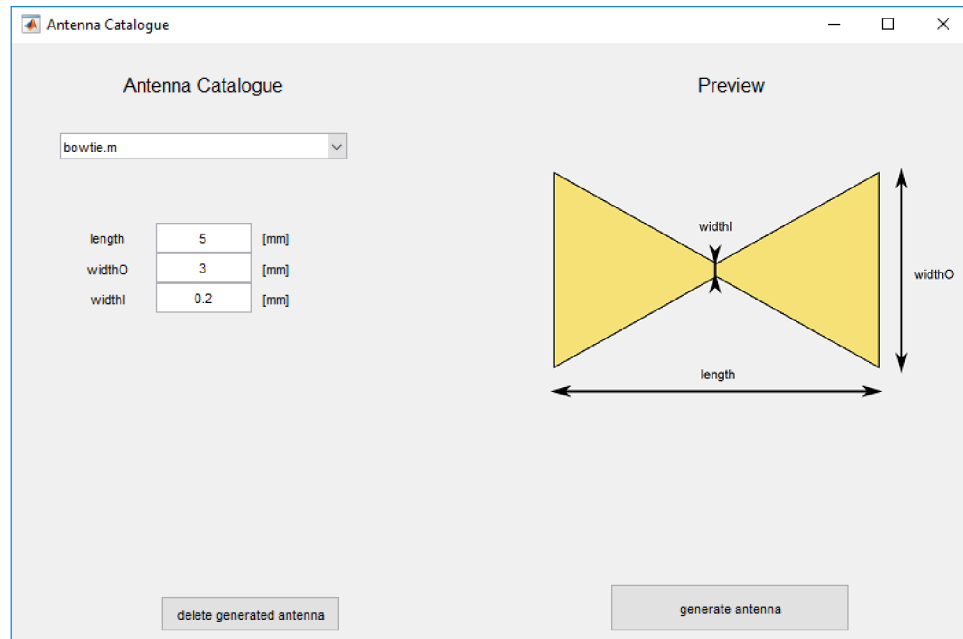 Antenna Catalogue
Antenna Catalogue
bowtie.m
length 5 [mm]
widthO 3 [mm]
widthI 0.2 [mm]
delete generated antenna
Preview
widthI
widthO
length
generate antenna